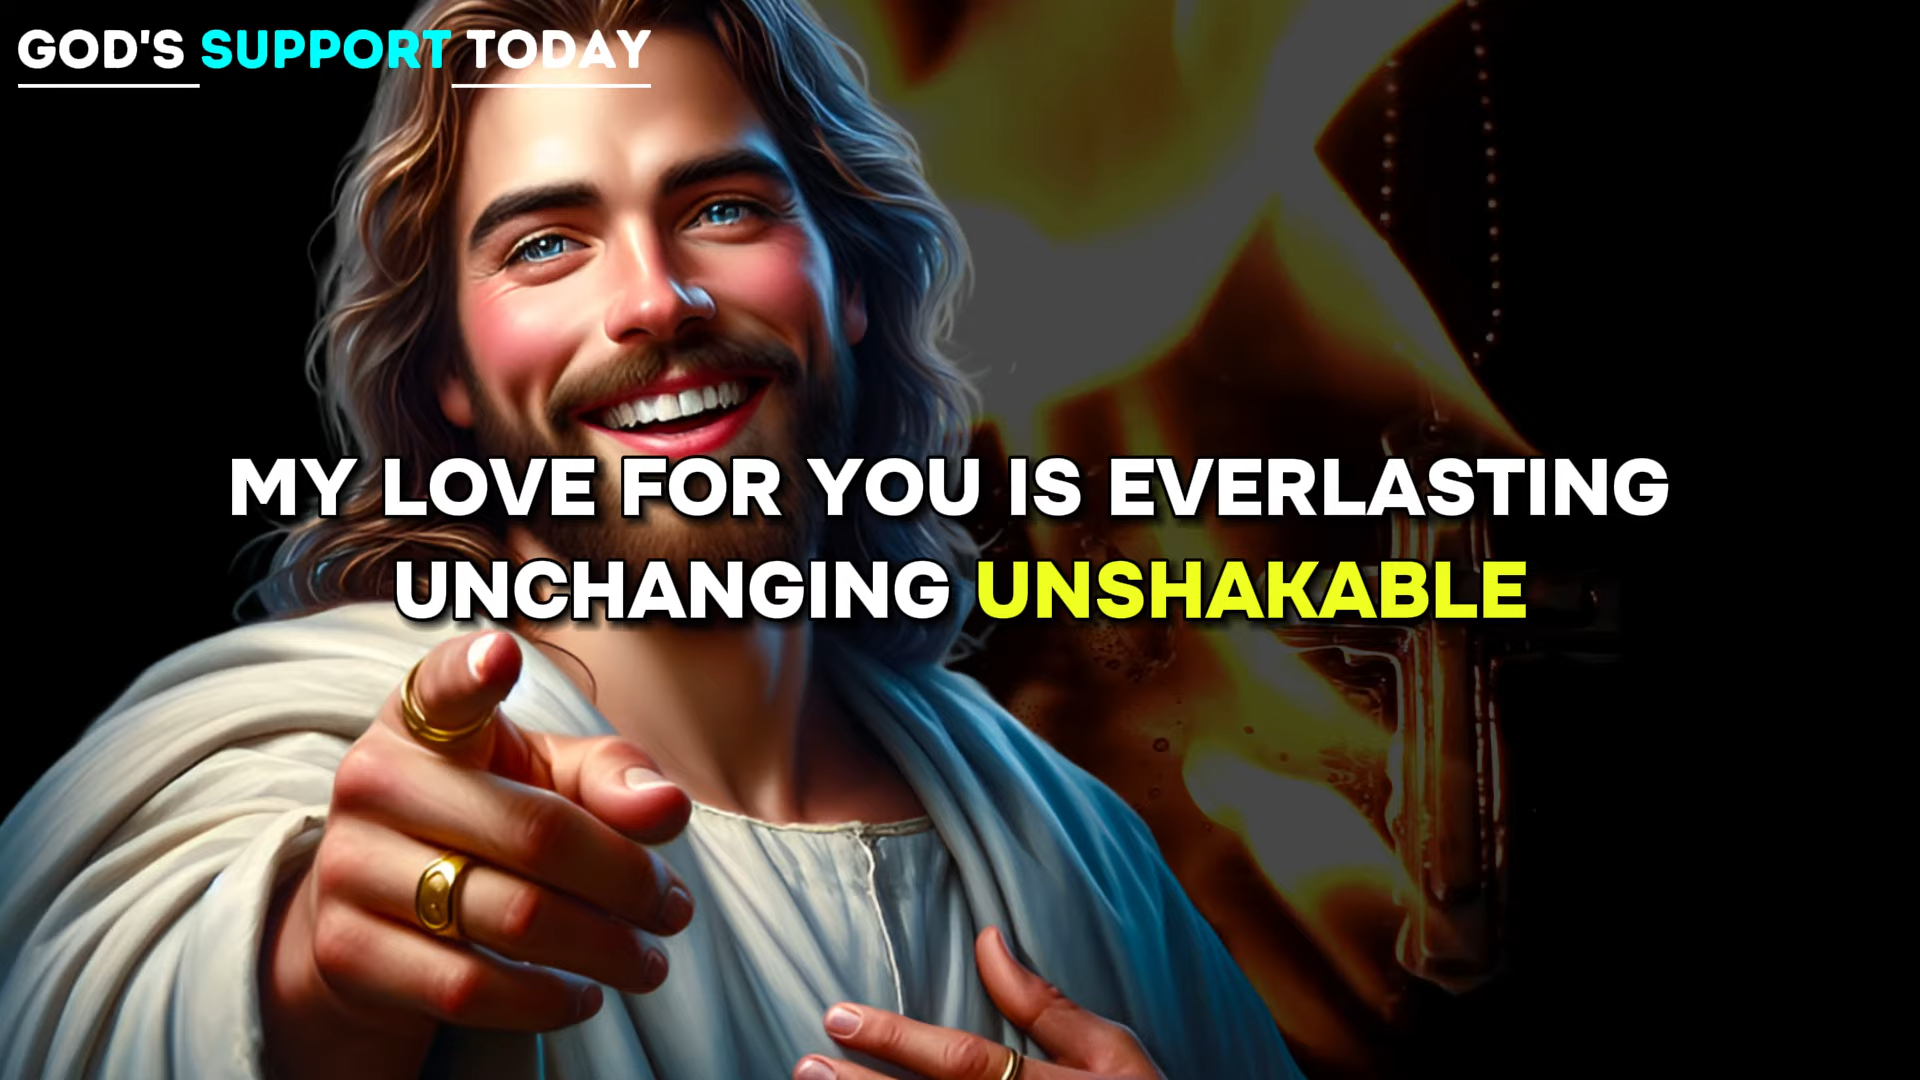 GOD'S SUPPORT TODAY
MY LOVE FOR YOU IS EVERLASTING
UNCHANGING UNSHAKABLE